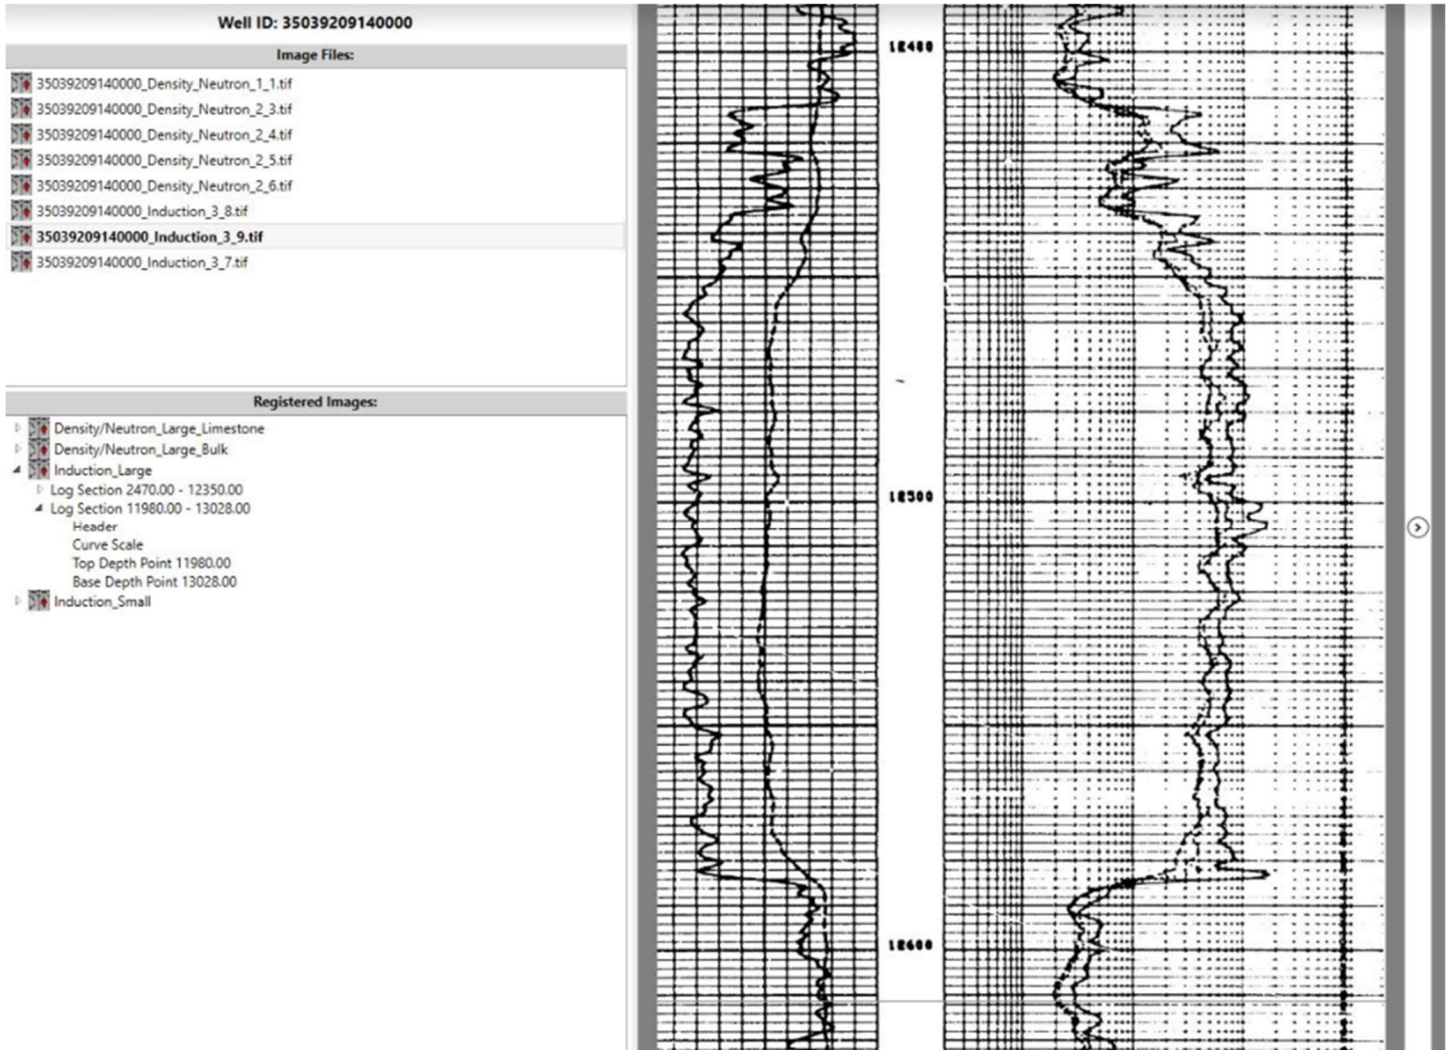 Well ID: 35039209140000
Image Files:
35039209140000_Density_Neutron_1_1.tif
35039209140000_Density_Neutron_2_3.tif
35039209140000_Density_Neutron_2_4.tif
35039209140000_Density_Neutron_2_5.tif
35039209140000_Density_Neutron_2_6.tif
35039209140000_Induction_3_8.tif
35039209140000_Induction_3_9.tif
35039209140000_Induction_3_7.tif
Registered Images:
Density/Neutron_Large_Limestone
Density/Neutron_Large_Bulk
Induction_Large
Log Section 2470.00 - 12350.00
Log Section 11980.00 - 13028.00
Header
Curve Scale
Top Depth Point 11980.00
Base Depth Point 13028.00
Induction_Small
12400
12500
12600